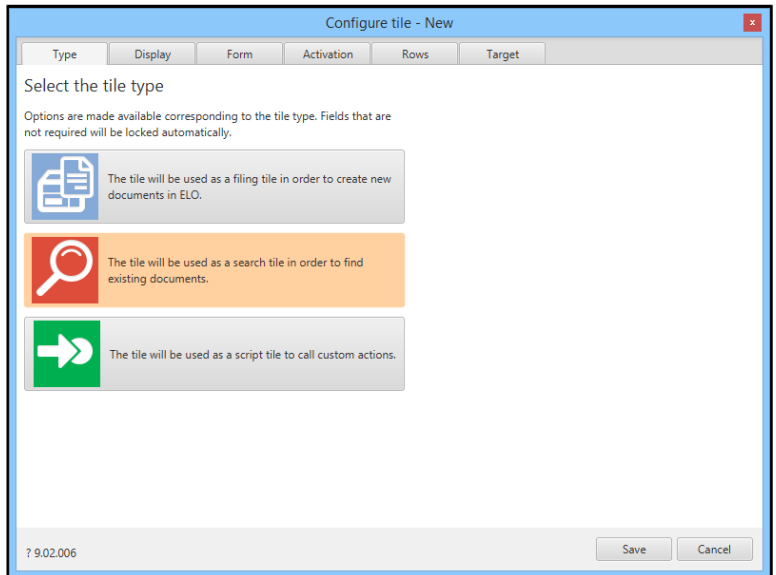 Configure tile - New
x
Type Display Form Activation Rows Target
Select the tile type
Options are made available corresponding to the tile type. Fields that are
not required will be locked automatically.
The tile will be used as a filing tile in order to create new
documents in ELO.
The tile will be used as a search tile in order to find
existing documents.
The tile will be used as a script tile to call custom actions.
? 9.02.006
Save Cancel